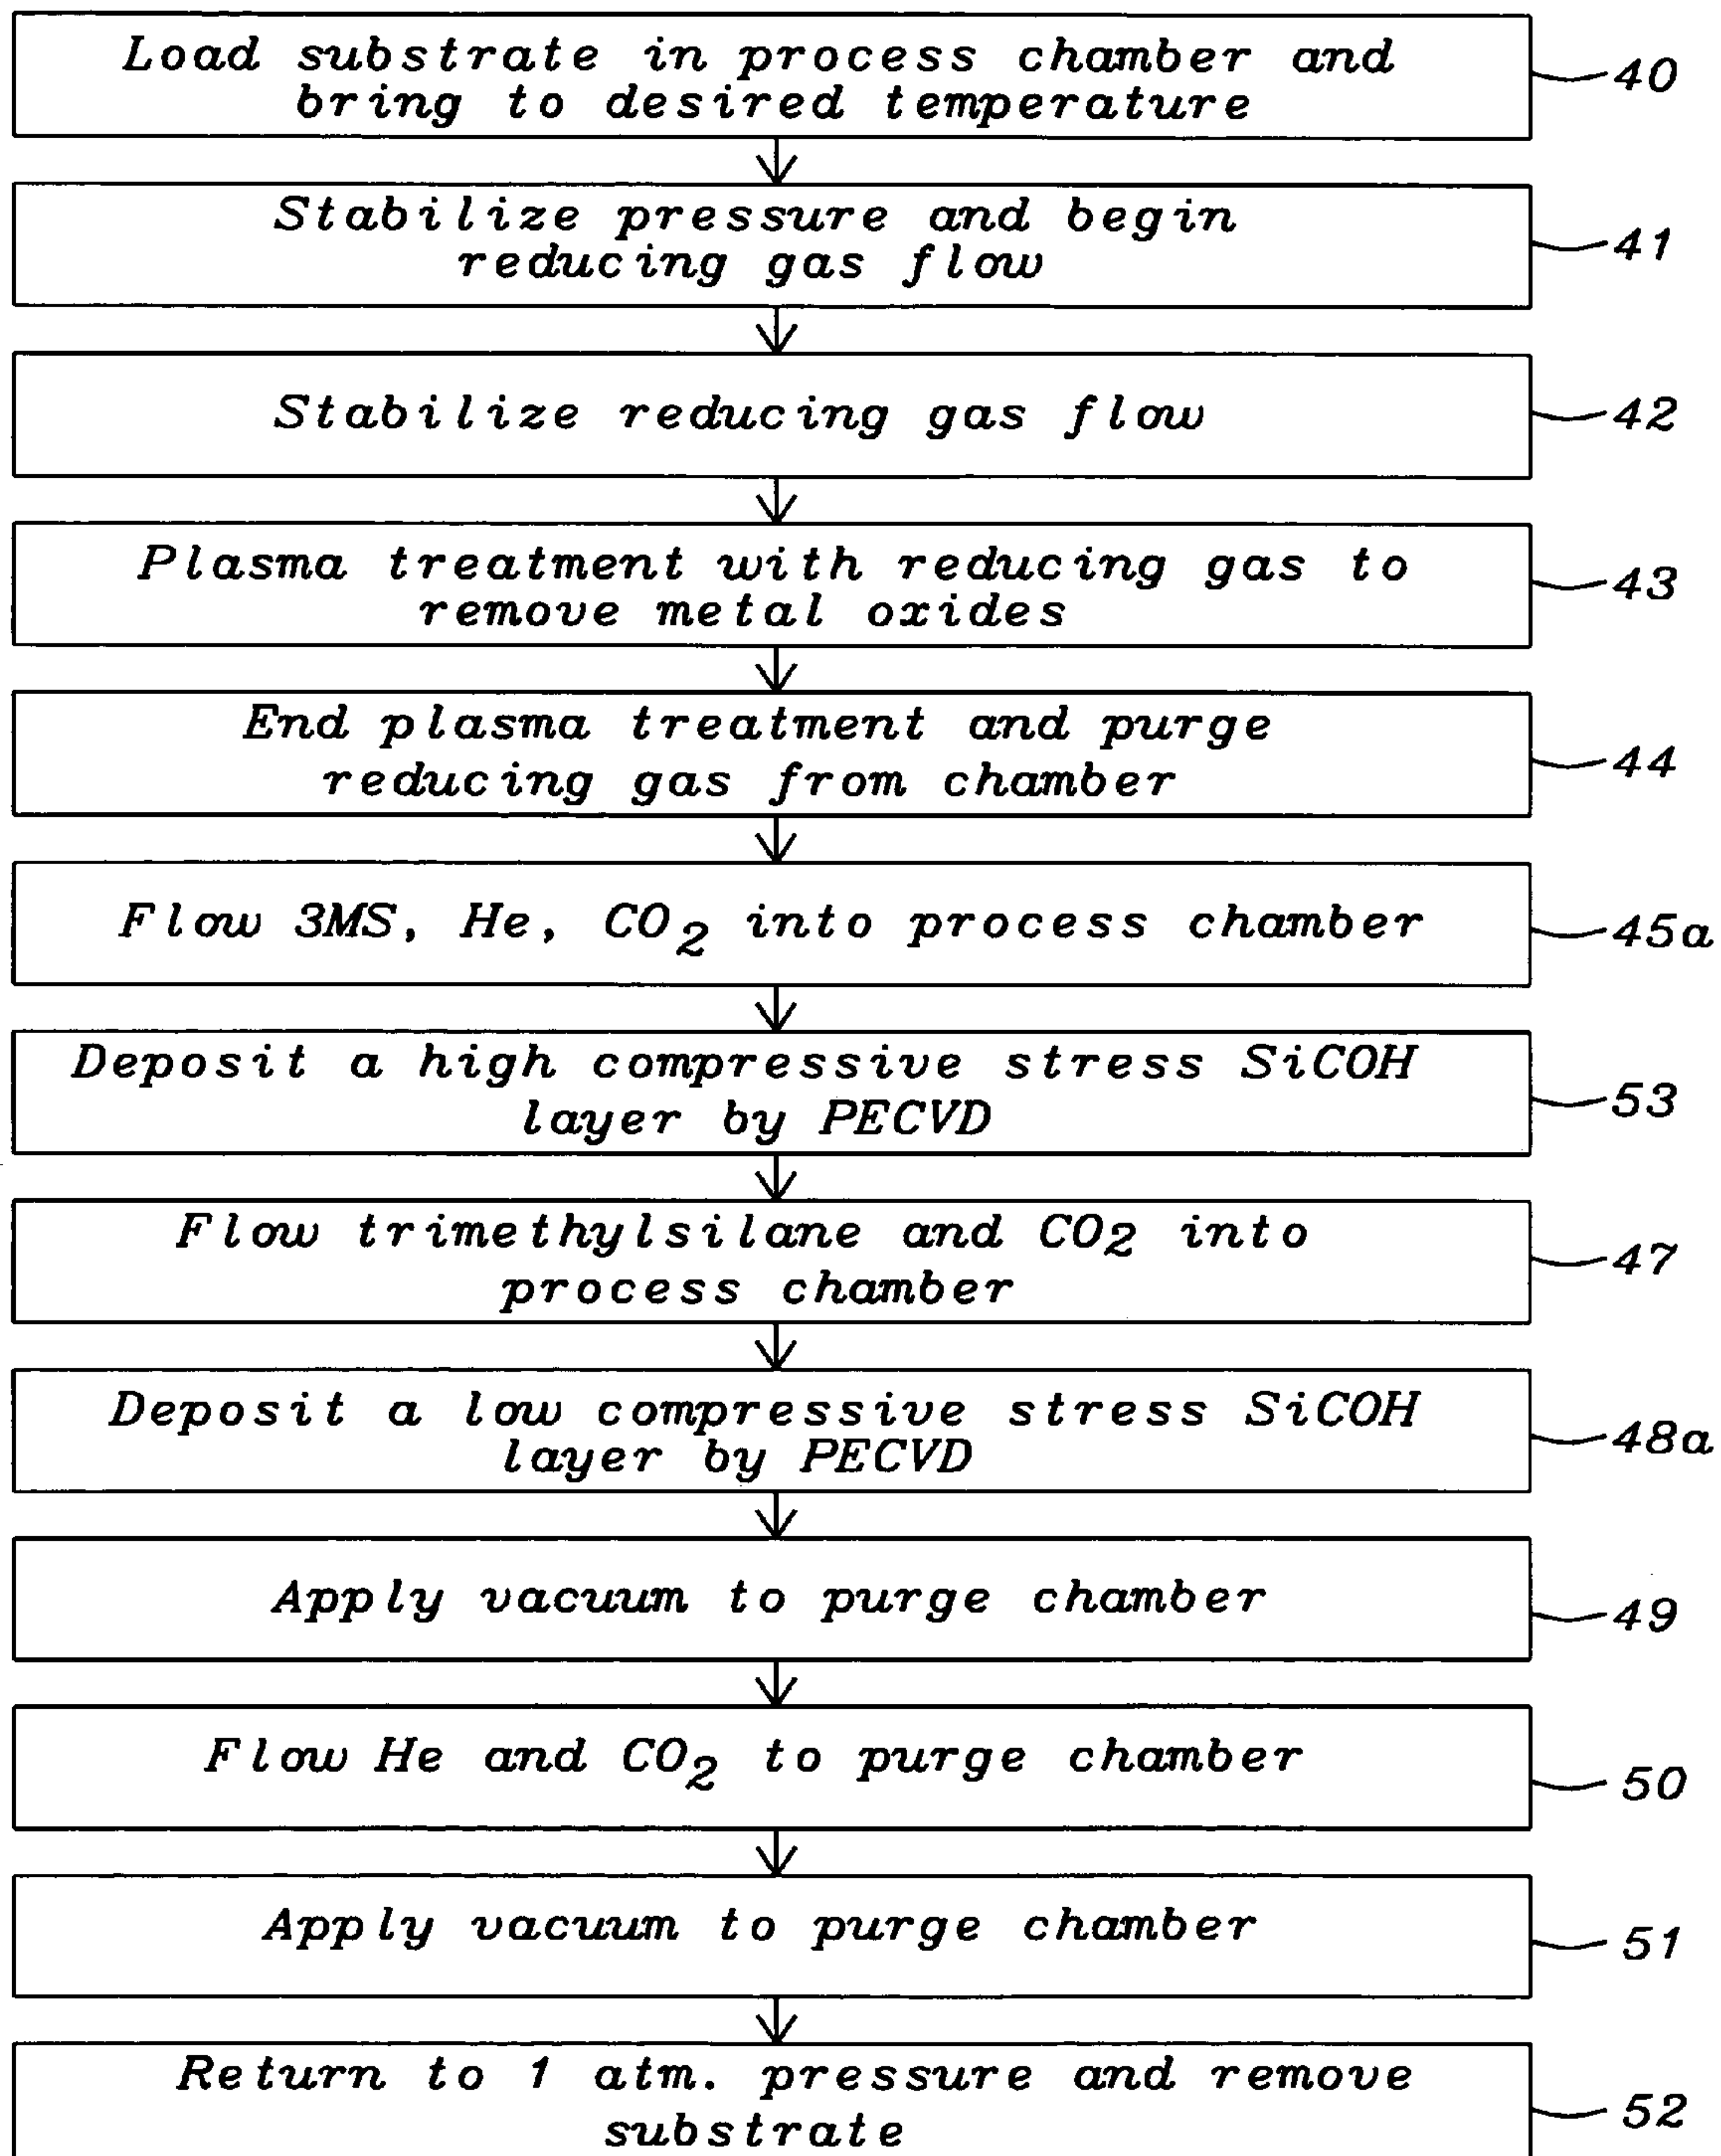 Load substrate in process chamber and
bring to desired temperature
40
Stabilize pressure and begin
reducing gas flow
41
Stabilize reducing gas flow
42
Plasma treatment with reducing gas to
remove metal oxides
43
End plasma treatment and purge
reducing gas from chamber
44
Flow 3MS, He, CO2 into process chamber
45a
Deposit a high compressive stress SiCOH
layer by PECVD
53
Flow trimethylsilane and CO2 into
process chamber
47
Deposit a low compressive stress SiCOH
layer by PECVD
48a
Apply vacuum to purge chamber
49
Flow He and CO2 to purge chamber
50
Apply vacuum to purge chamber
51
Return to 1 atm. pressure and remove
substrate
52